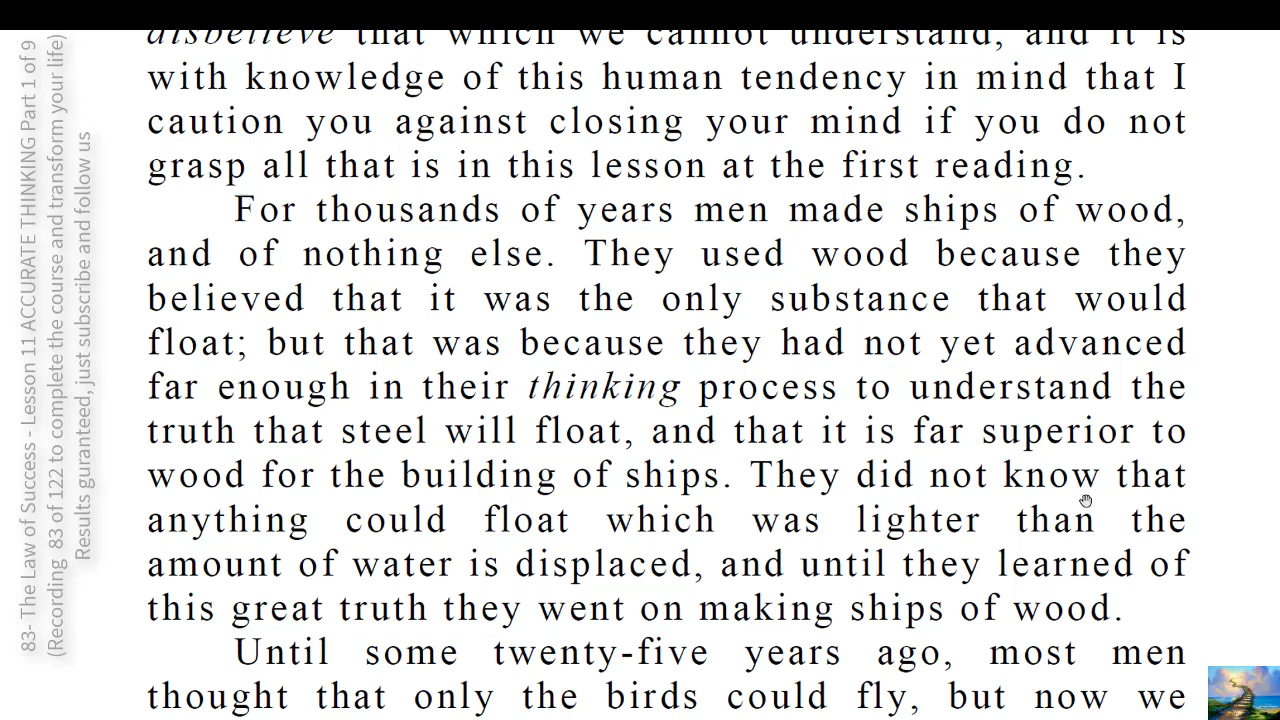 disbelieve that which we cannot understand, and it is
with knowledge of this human tendency in mind that I
caution you against closing your mind if you do not
grasp all that is in this lesson at the first reading.
For thousands of years men made ships of wood,
and of nothing else. They used wood because they
believed that it was the only substance that would
float; but that was because they had not yet advanced
far enough in their thinking process to understand the
truth that steel will float, and that it is far superior to
wood for the building of ships. They did not know that
anything could float which was lighter than the
amount of water is displaced, and until they learned of
this great truth they went on making ships of wood.
Until some twenty-five years ago, most men
thought that only the birds could fly, but now we
83- The Law of Success - Lesson 11 ACCURATE THINKING Part 1 of 9
(Recording 83 of 122 to complete the course and transform your life)
Results guranteed, just subscribe and follow us